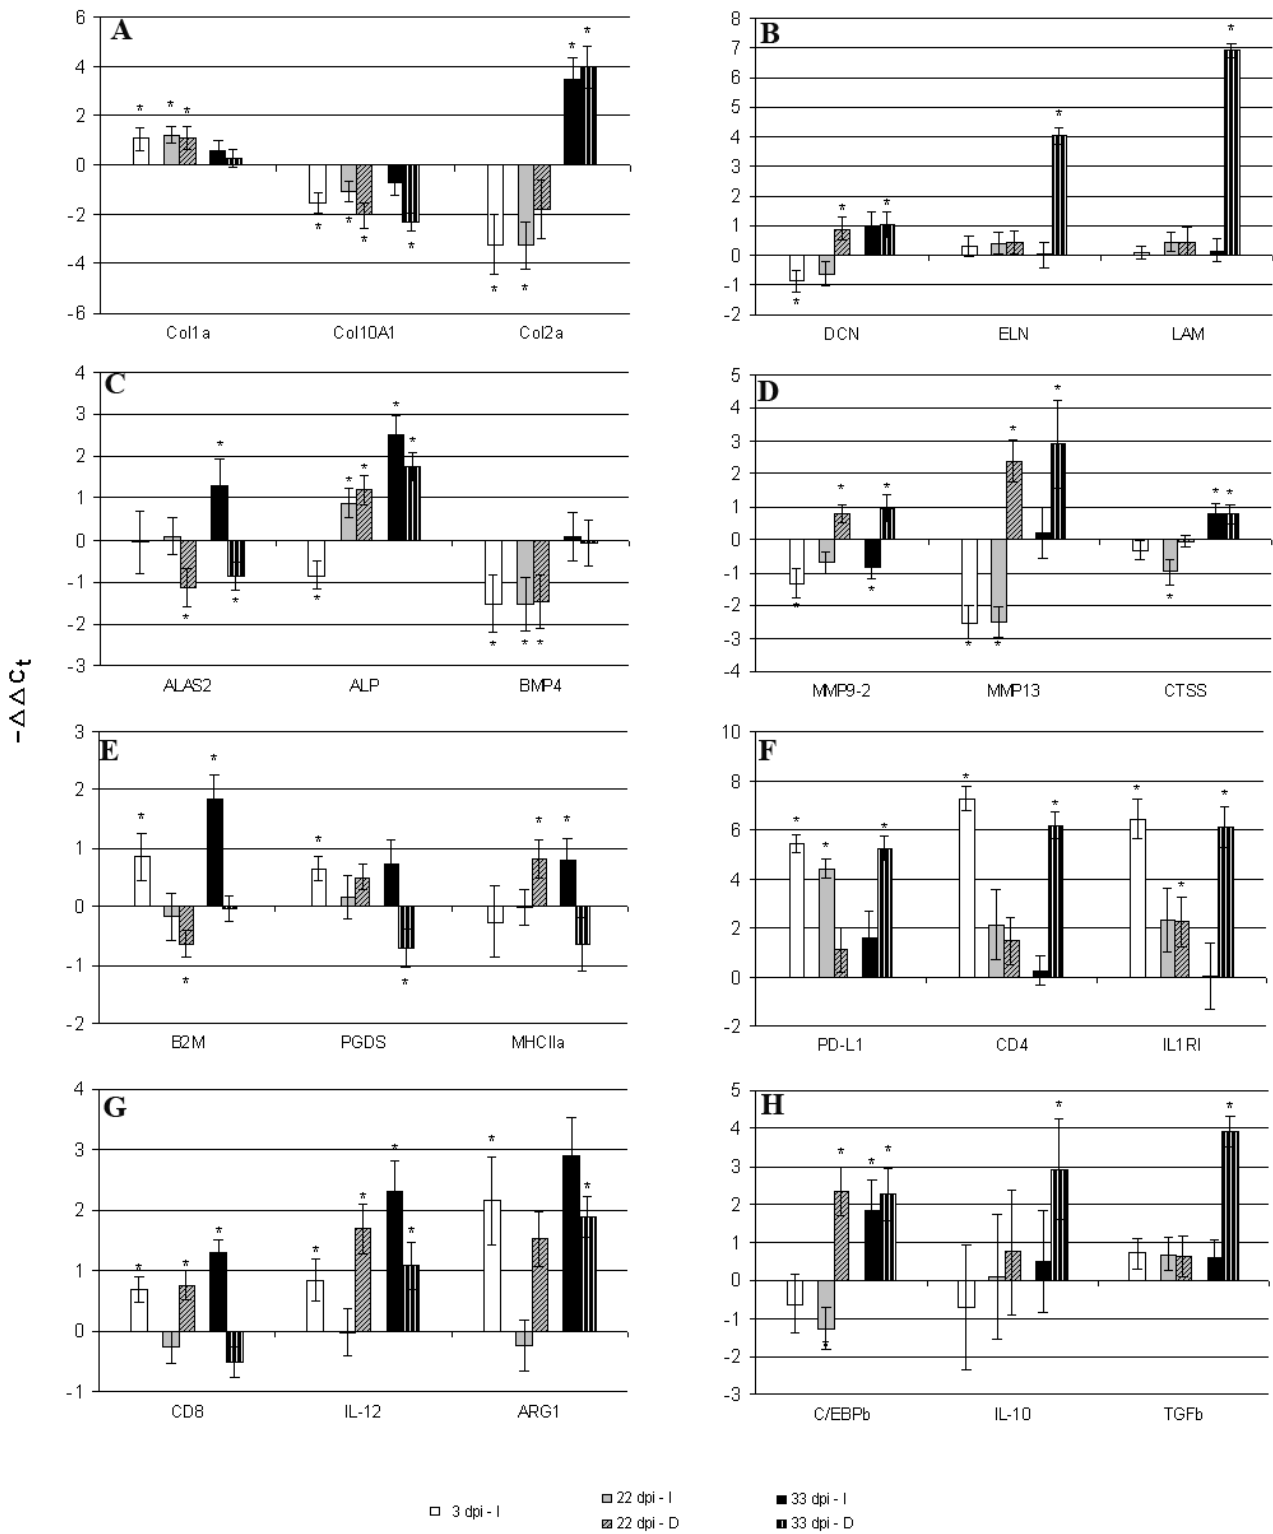 −ΔΔCt
A
6
4
2
0
-2
-4
-6
* * * * * * * * * * *
Col1a Col10A1 Col2a
B
8
7
6
5
4
3
2
1
0
-1
-2
* * * * *
DCN ELN LAM
C
4
3
2
1
0
-1
-2
-3
* * * * * * * * * * *
ALAS2 ALP BMP4
D
5
4
3
2
1
0
-1
-2
-3
-4
* * * * * * * * * * *
MMP9-2 MMP13 CTSS
E
3
2
1
0
-1
-2
* * * * * * *
B2M PGDS MHCIIa
F
10
8
6
4
2
0
-2
* * * * * * * *
PD-L1 CD4 IL1RI
G
4
3
2
1
0
-1
* * * * * * * * *
CD8 IL-12 ARG1
H
5
4
3
2
1
0
-1
-2
-3
* * * * * *
C/EBPb IL-10 TGFb
3 dpi - I
22 dpi - I
22 dpi - D
33 dpi - I
33 dpi - D